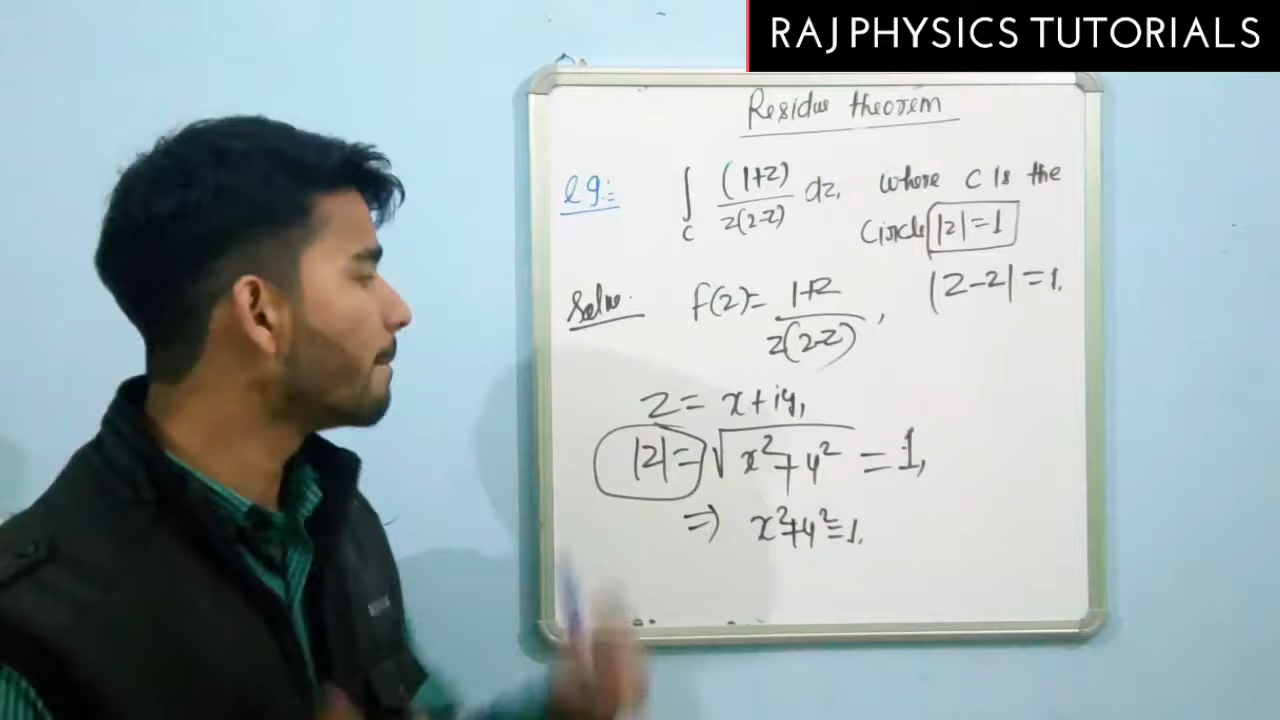 RAJ PHYSICS TUTORIALS
Residue theorem
eg:- ∫_C (1+z)/(z(2-z)) dz, where C is the
Circle |z|=1
Soln. f(z)= (1+z)/(z(2-z)), |z-2|=1.
z = x+iy,
|z|= √(x²+y²) = 1,
⇒ x²+y²=1.